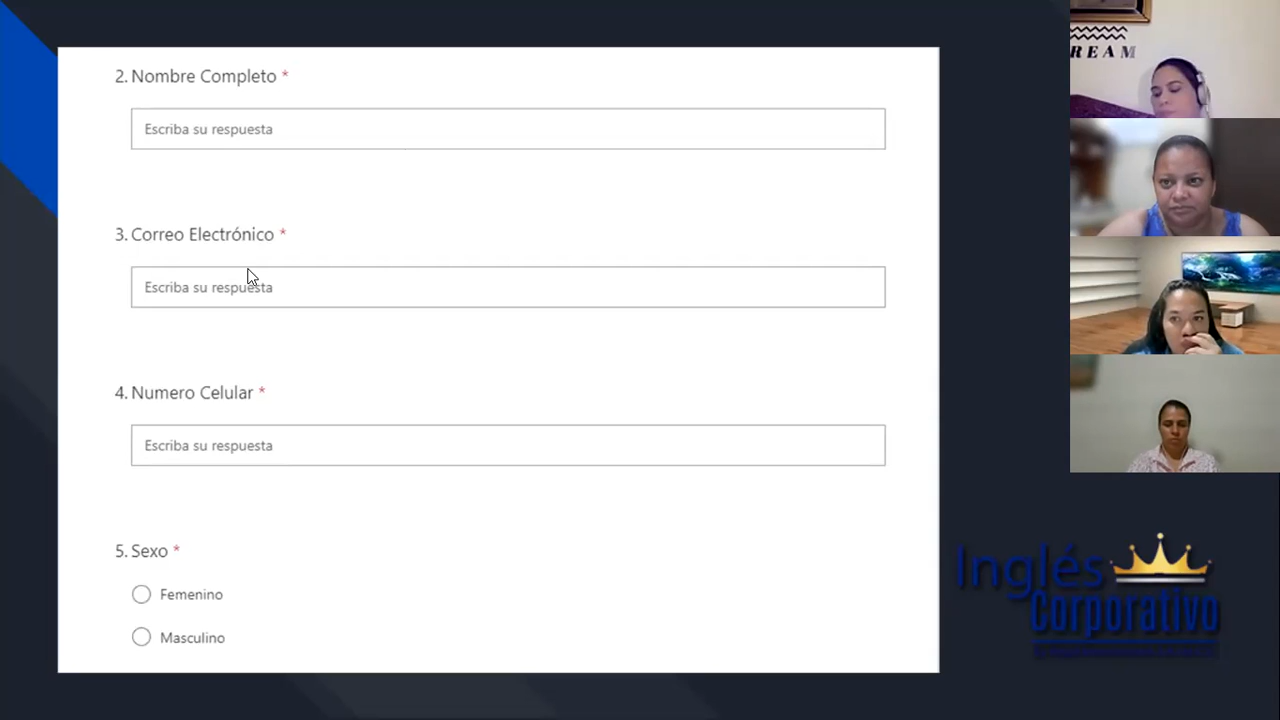 2. Nombre Completo *
Escriba su respuesta
3. Correo Electrónico *
Escriba su respuesta
4. Numero Celular *
Escriba su respuesta
5. Sexo *
Femenino
Masculino
REAM
Inglés
Corporativo